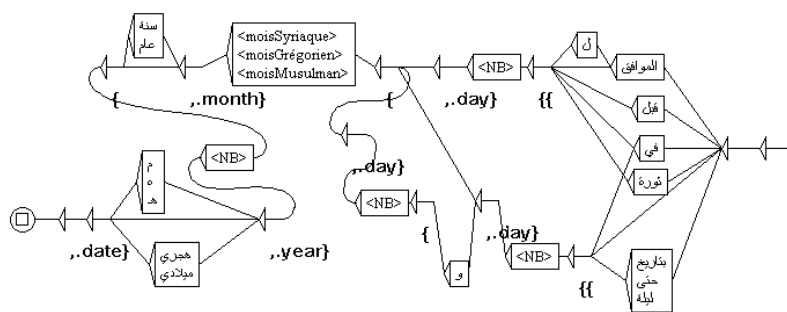 سنة
عام
<moisSyriaque>
<moisGrégorien>
<moisMusulman>
{
,.month}
{
<NB>
,.day}
{{
ل
الموافق
قبل
في
ثورة
<NB>
,.day}
<NB>
{
و
,.day}
<NB>
{{
بتاريخ
حتى
ليلة
م
ه
هـ
,.date}
هجري
ميلادي
,.year}